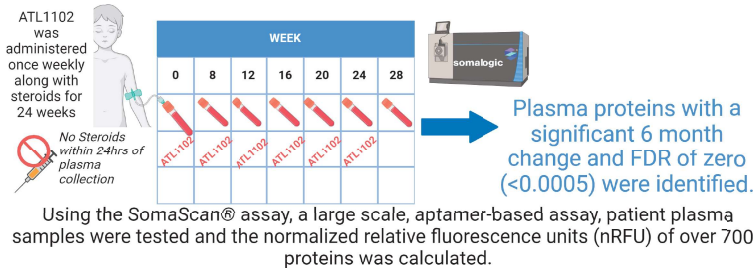 ATL1102
was
administered
once weekly
along with
steroids for
24 weeks
No Steroids
within 24hrs of
plasma
collection
WEEK
0 8 12 16 20 24 28
ATL1102 ATL1102 ATL1102 ATL1102 ATL1102 ATL1102
somalogic
Plasma proteins with a
significant 6 month
change and FDR of zero
(<0.0005) were identified.
Using the SomaScan® assay, a large scale, aptamer-based assay, patient plasma
samples were tested and the normalized relative fluorescence units (nRFU) of over 700
proteins was calculated.